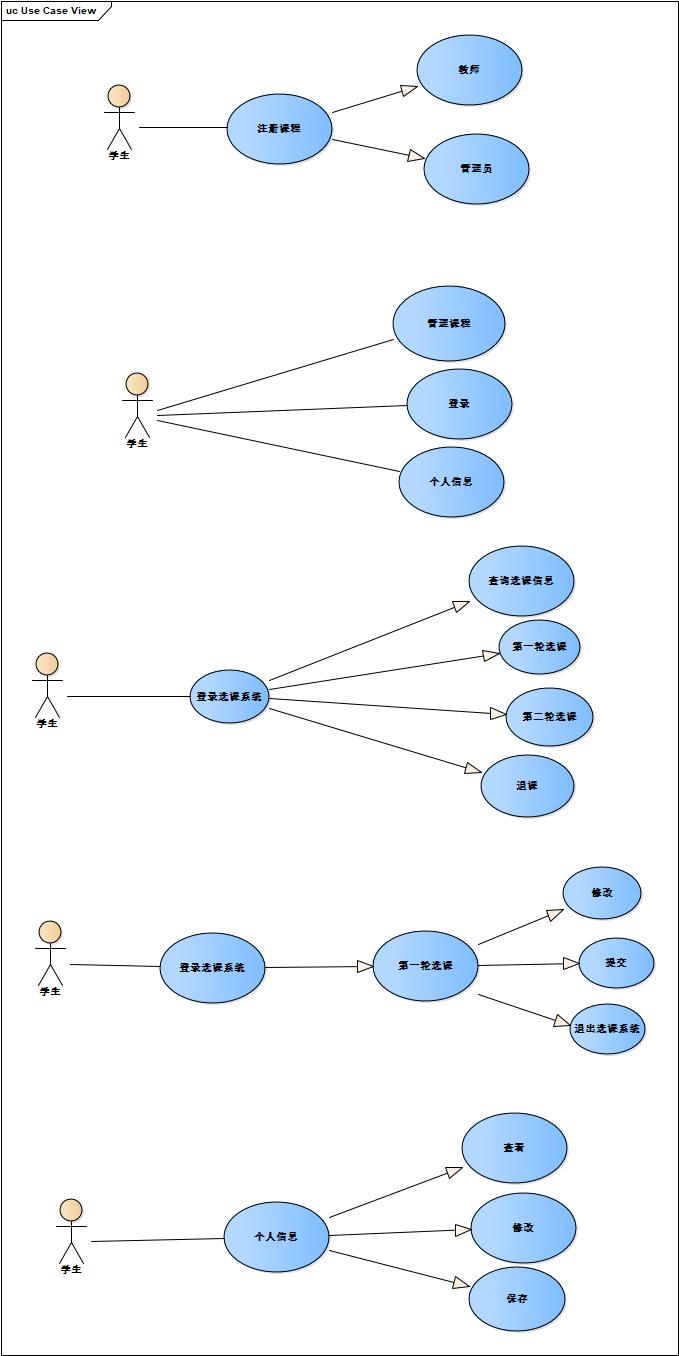 uc Use Case View
教师
学生
注册课程
管理员
管理课程
学生
登录
个人信息
查询选课信息
第一轮选课
学生
登录选课系统
第二轮选课
退课
修改
学生
登录选课系统
第一轮选课
提交
退出选课系统
查看
学生
个人信息
修改
保存